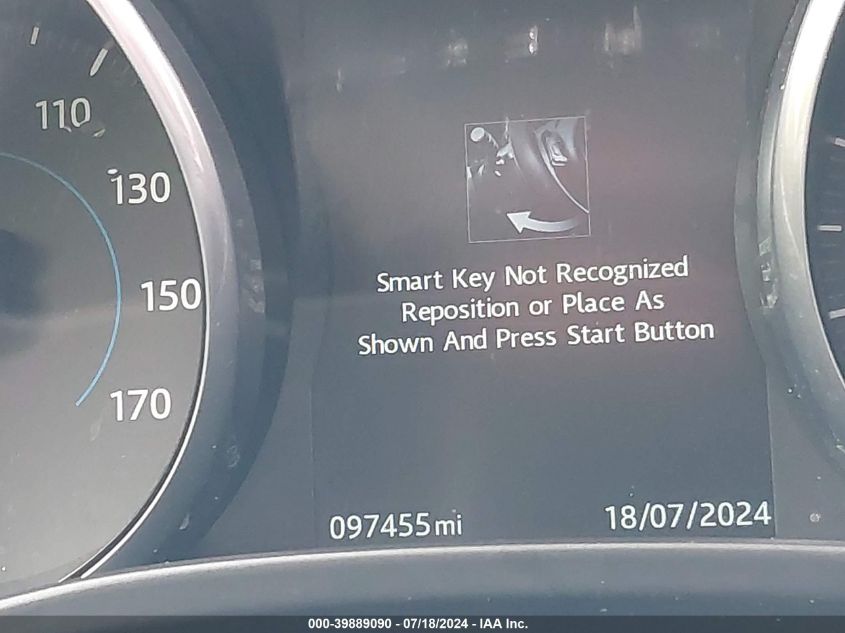 110
130
150
170
Smart Key Not Recognized
Reposition or Place As
Shown And Press Start Button
097455mi
18/07/2024
000-39889090 - 07/18/2024 - IAA Inc.